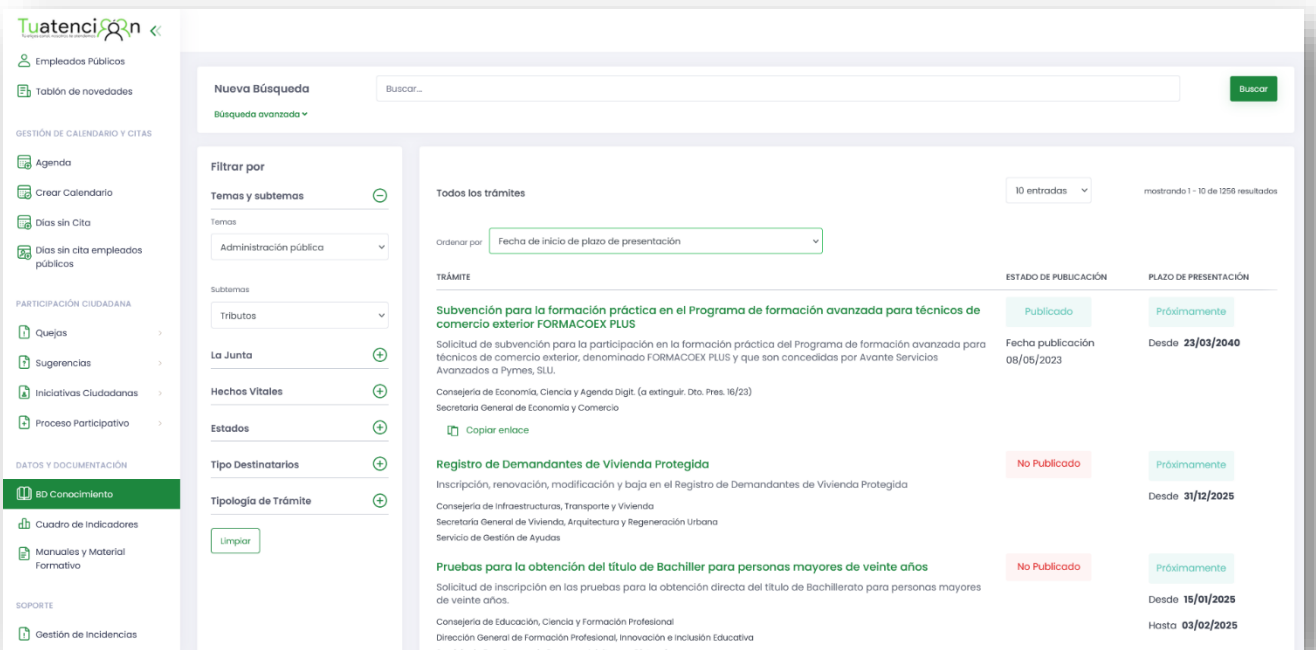 Tuatención
Empleados Públicos
Tablón de novedades
GESTIÓN DE CALENDARIO Y CITAS
Agenda
Crear Calendario
Días sin Cita
Días sin cita empleados
públicos
PARTICIPACIÓN CIUDADANA
Quejas
Sugerencias
Iniciativas Ciudadanas
Proceso Participativo
DATOS Y DOCUMENTACIÓN
BD Conocimiento
Cuadro de Indicadores
Manuales y Material
Formativo
SOPORTE
Gestión de Incidencias
Nueva Búsqueda
Buscar...
Buscar
Búsqueda avanzada
Filtrar por
Temas y subtemas
Temas
Administración pública
Subtemas
Tributos
La Junta
Hechos Vitales
Estados
Tipo Destinatarios
Tipología de Trámite
Limpiar
Todos los trámites
10 entradas
mostrando 1 - 10 de 1256 resultados
Ordenar por
Fecha de inicio de plazo de presentación
TRÁMITE
ESTADO DE PUBLICACIÓN
PLAZO DE PRESENTACIÓN
Subvención para la formación práctica en el Programa de formación avanzada para técnicos de
comercio exterior FORMACOEX PLUS
Solicitud de subvención para la participación en la formación práctica del Programa de formación avanzada para
técnicos de comercio exterior, denominado FORMACOEX PLUS y que son concedidas por Avante Servicios
Avanzados a Pymes, SLU.
Consejería de Economía, Ciencia y Agenda Digit. (a extinguir. Dto. Pres. 16/23)
Secretaria General de Economía y Comercio
Copiar enlace
Publicado
Fecha publicación
08/05/2023
Próximamente
Desde 23/03/2040
Registro de Demandantes de Vivienda Protegida
Inscripción, renovación, modificación y baja en el Registro de Demandantes de Vivienda Protegida
Consejería de Infraestructuras, Transporte y Vivienda
Secretaría General de Vivienda, Arquitectura y Regeneración Urbana
Servicio de Gestión de Ayudas
No Publicado
Próximamente
Desde 31/12/2025
Pruebas para la obtención del título de Bachiller para personas mayores de veinte años
Solicitud de inscripción en las pruebas para la obtención directa del título de Bachillerato para personas mayores
de veinte años.
Consejería de Educación, Ciencia y Formación Profesional
Dirección General de Formación Profesional, Innovación e Inclusión Educativa
No Publicado
Próximamente
Desde 15/01/2025
Hasta 03/02/2025